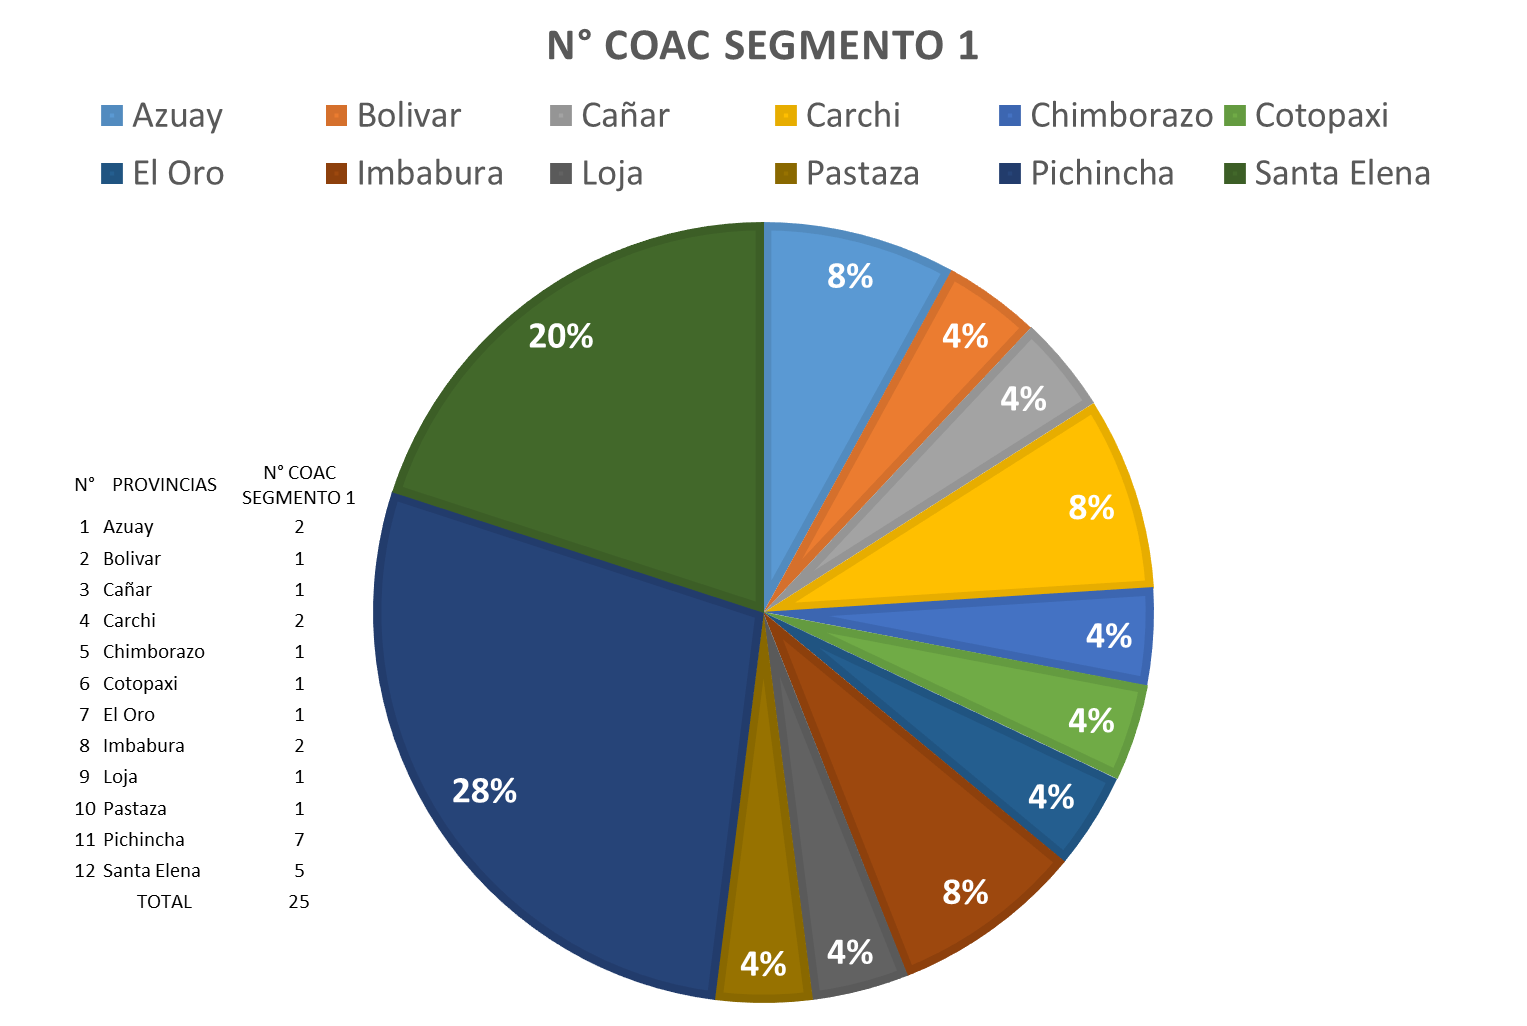 N° COAC SEGMENTO 1
Azuay Bolivar Cañar Carchi Chimborazo Cotopaxi
El Oro Imbabura Loja Pastaza Pichincha Santa Elena
8%
4%
4%
8%
4%
4%
4%
8%
4%
4%
28%
20%
N° PROVINCIAS N° COAC SEGMENTO 1
1 Azuay 2
2 Bolivar 1
3 Cañar 1
4 Carchi 2
5 Chimborazo 1
6 Cotopaxi 1
7 El Oro 1
8 Imbabura 2
9 Loja 1
10 Pastaza 1
11 Pichincha 7
12 Santa Elena 5
TOTAL 25